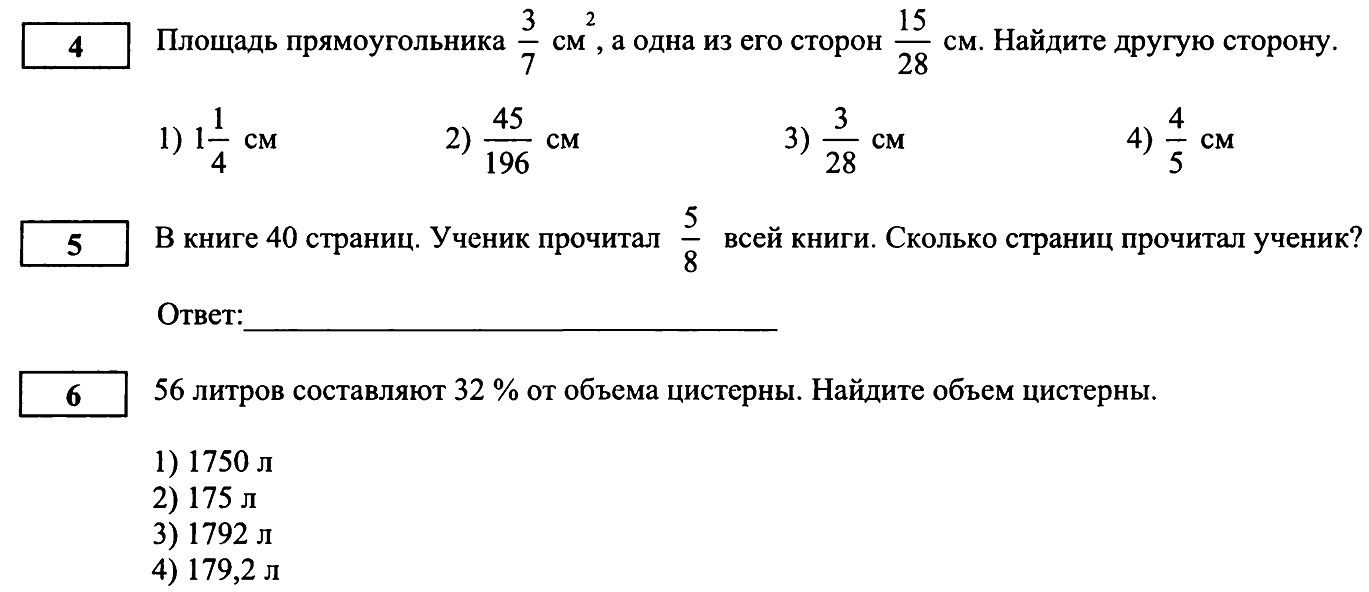 4 Площадь прямоугольника 3/7 см², а одна из его сторон 15/28 см. Найдите другую сторону.
1) 1 1/4 см 2) 45/196 см 3) 3/28 см 4) 4/5 см
5 В книге 40 страниц. Ученик прочитал 5/8 всей книги. Сколько страниц прочитал ученик?
Ответ:
6 56 литров составляют 32 % от объема цистерны. Найдите объем цистерны.
1) 1750 л
2) 175 л
3) 1792 л
4) 179,2 л